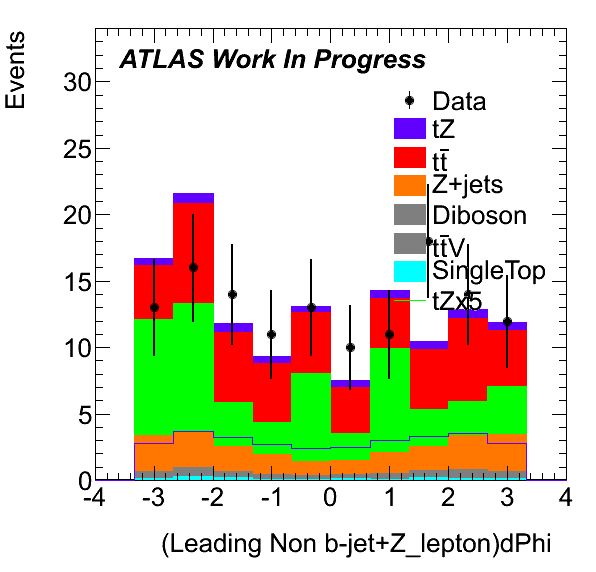 Events
ATLAS Work In Progress
Data
tZ
tt̄
Z+jets
Diboson
tt̄V
SingleTop
tZx5
30
25
20
15
10
5
0
-4 -3 -2 -1 0 1 2 3 4
(Leading Non b-jet+Z_lepton)dPhi